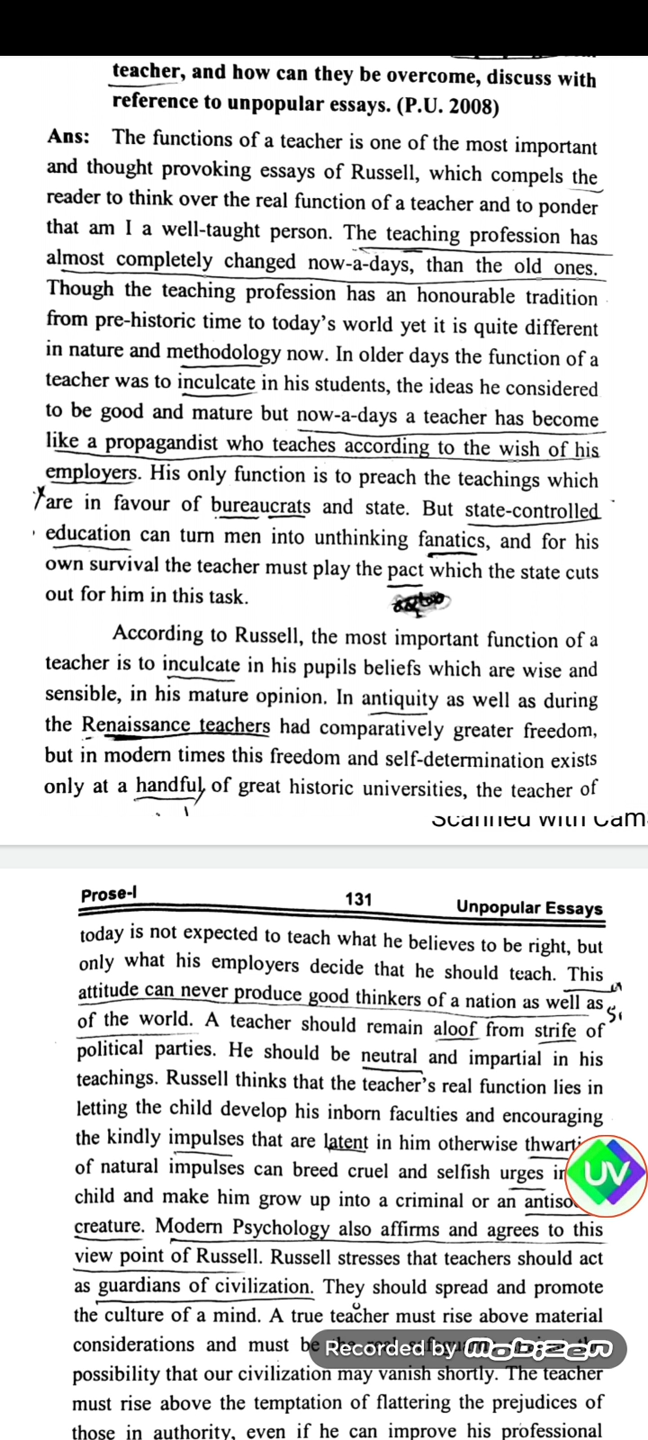 teacher, and how can they be overcome, discuss with
reference to unpopular essays. (P.U. 2008)
Ans: The functions of a teacher is one of the most important
and thought provoking essays of Russell, which compels the
reader to think over the real function of a teacher and to ponder
that am I a well-taught person. The teaching profession has
almost completely changed now-a-days, than the old ones.
Though the teaching profession has an honourable tradition
from pre-historic time to today's world yet it is quite different
in nature and methodology now. In older days the function of a
teacher was to inculcate in his students, the ideas he considered
to be good and mature but now-a-days a teacher has become
like a propagandist who teaches according to the wish of his
employers. His only function is to preach the teachings which
are in favour of bureaucrats and state. But state-controlled
education can turn men into unthinking fanatics, and for his
own survival the teacher must play the pact which the state cuts
out for him in this task.
According to Russell, the most important function of a
teacher is to inculcate in his pupils beliefs which are wise and
sensible, in his mature opinion. In antiquity as well as during
the Renaissance teachers had comparatively greater freedom,
but in modern times this freedom and self-determination exists
only at a handful of great historic universities, the teacher of
Scanned with Cam
Prose-I 131 Unpopular Essays
today is not expected to teach what he believes to be right, but
only what his employers decide that he should teach. This
attitude can never produce good thinkers of a nation as well as
of the world. A teacher should remain aloof from strife of
political parties. He should be neutral and impartial in his
teachings. Russell thinks that the teacher's real function lies in
letting the child develop his inborn faculties and encouraging
the kindly impulses that are latent in him otherwise thwarti
of natural impulses can breed cruel and selfish urges in
UV
child and make him grow up into a criminal or an antiso
creature. Modern Psychology also affirms and agrees to this
view point of Russell. Russell stresses that teachers should act
as guardians of civilization. They should spread and promote
the culture of a mind. A true teacher must rise above material
considerations and must be
Recorded by mobizen
possibility that our civilization may vanish shortly. The teacher
must rise above the temptation of flattering the prejudices of
those in authority, even if he can improve his professional